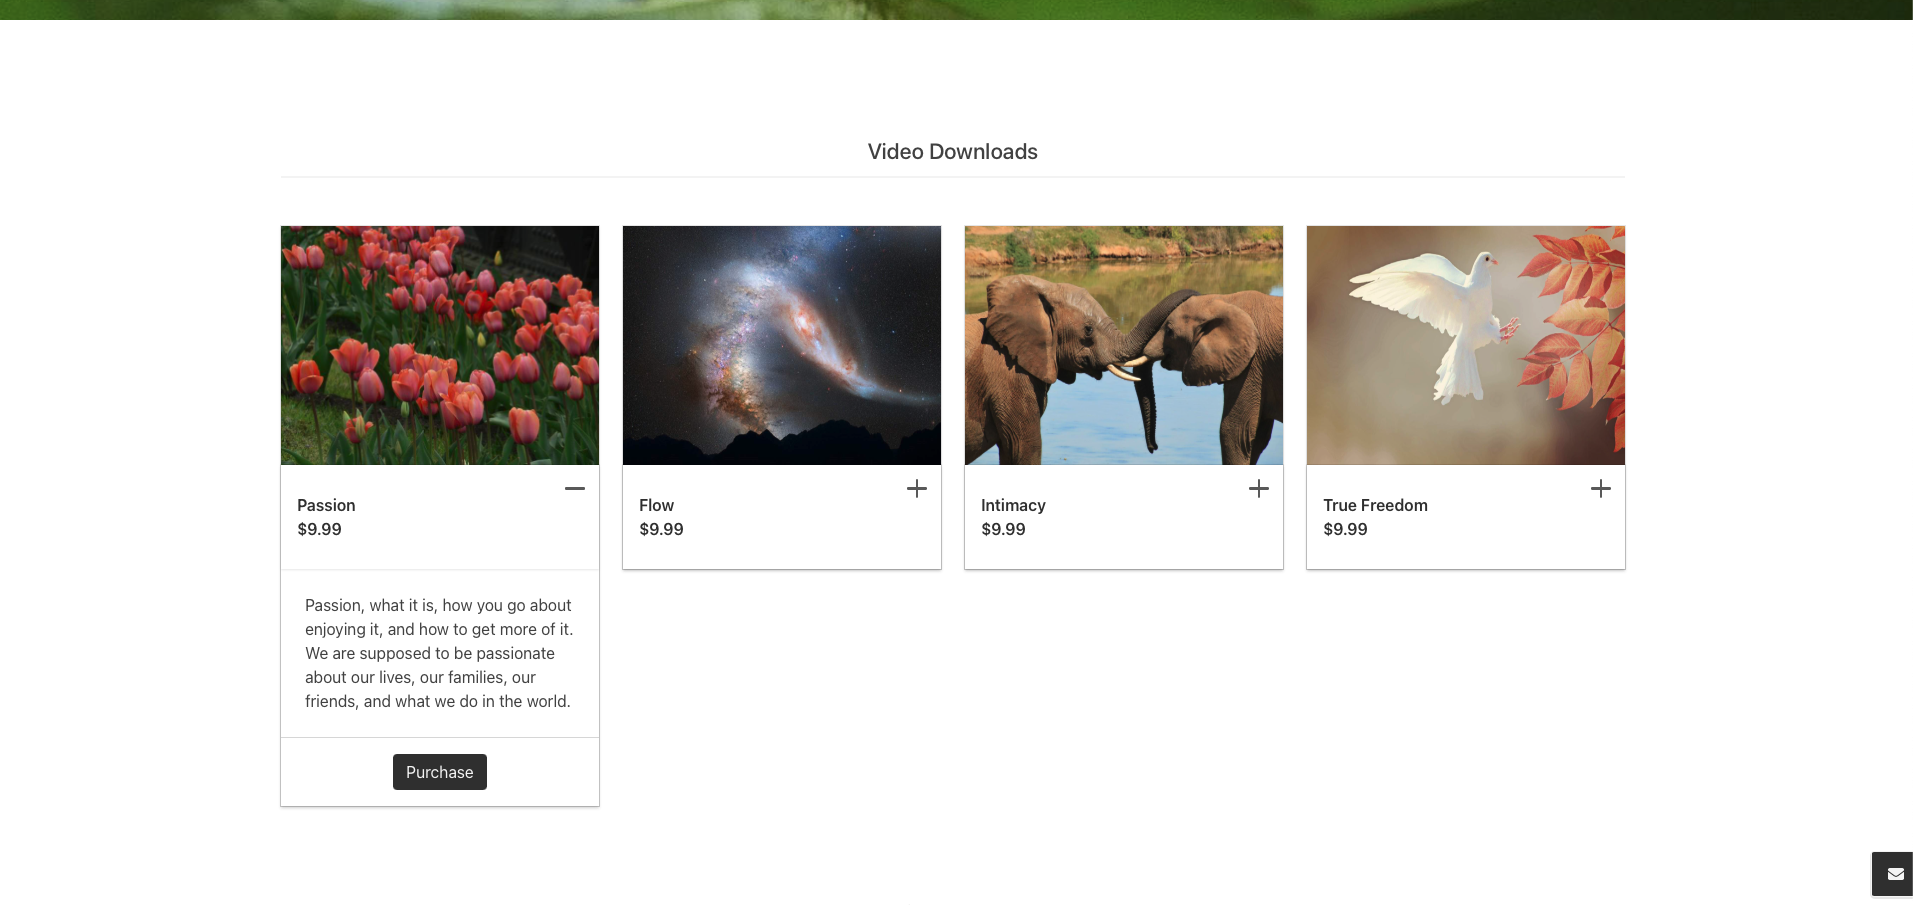 Video Downloads
Passion
$9.99
Passion, what it is, how you go about
enjoying it, and how to get more of it.
We are supposed to be passionate
about our lives, our families, our
friends, and what we do in the world.
Purchase
Flow
$9.99
Intimacy
$9.99
True Freedom
$9.99